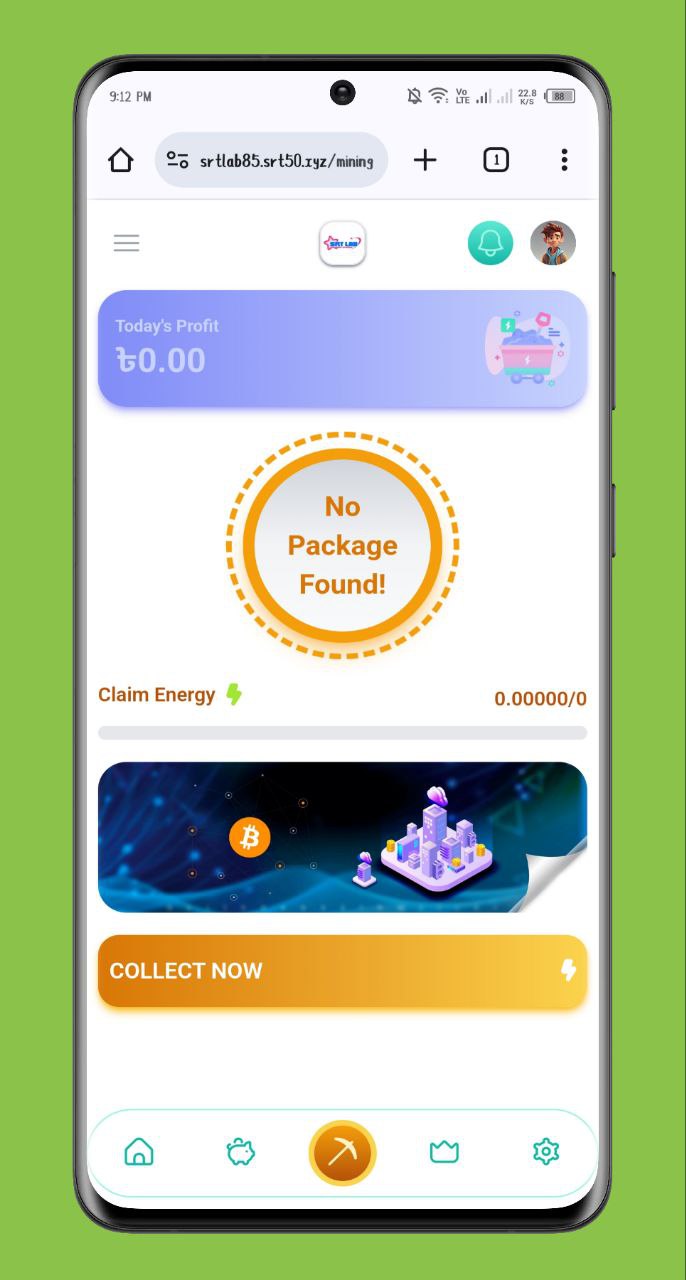 9:12 PM
Vo
LTE
22.8
K/S
88
srtlab85.srt50.xyz/mining
1
SRT LAB
Today's Profit
৳0.00
No
Package
Found!
Claim Energy
0.00000/0
COLLECT NOW